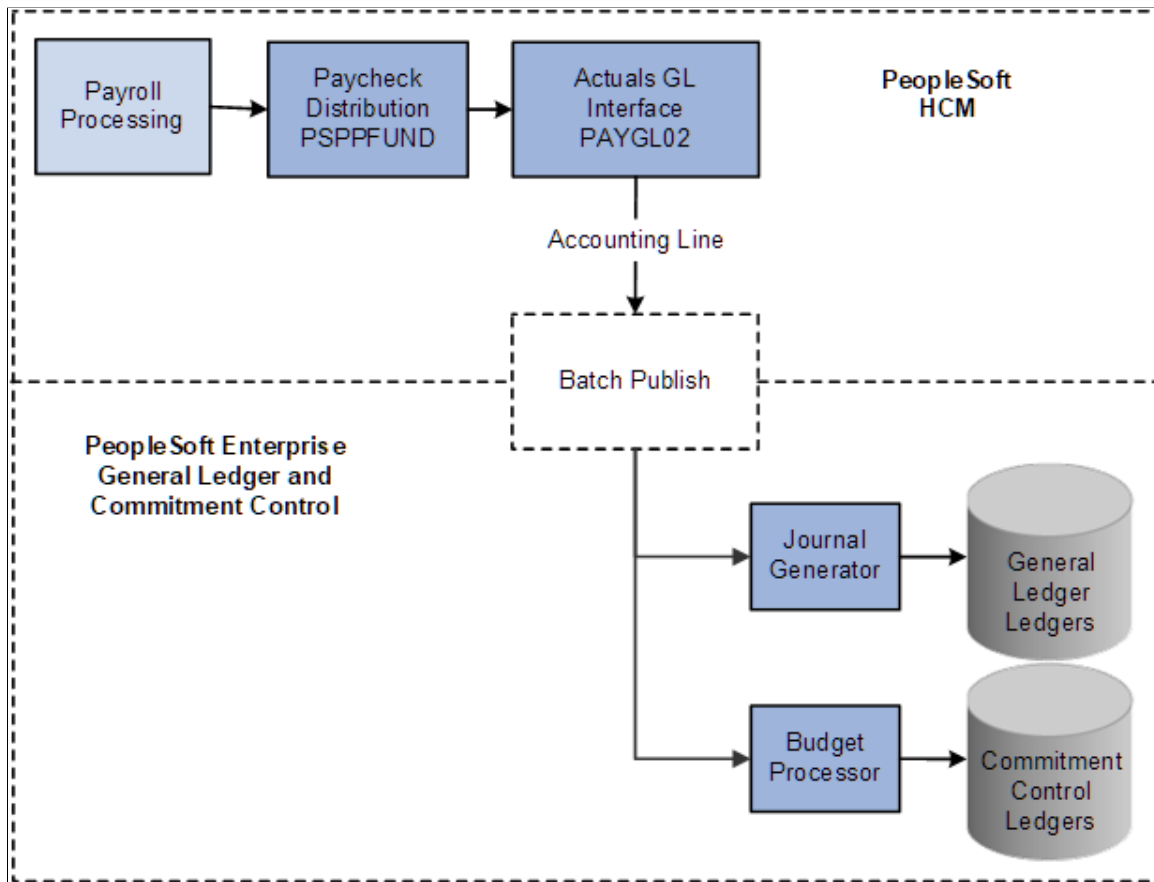 Payroll
Processing
Paycheck
Distribution
PSPPFUND
Actuals GL
Interface
PAYGL02
PeopleSoft
HCM
Accounting Line
Batch Publish
PeopleSoft Enterprise
General Ledger and
Commitment Control
Journal
Generator
General
Ledger
Ledgers
Budget
Processor
Commitment
Control
Ledgers